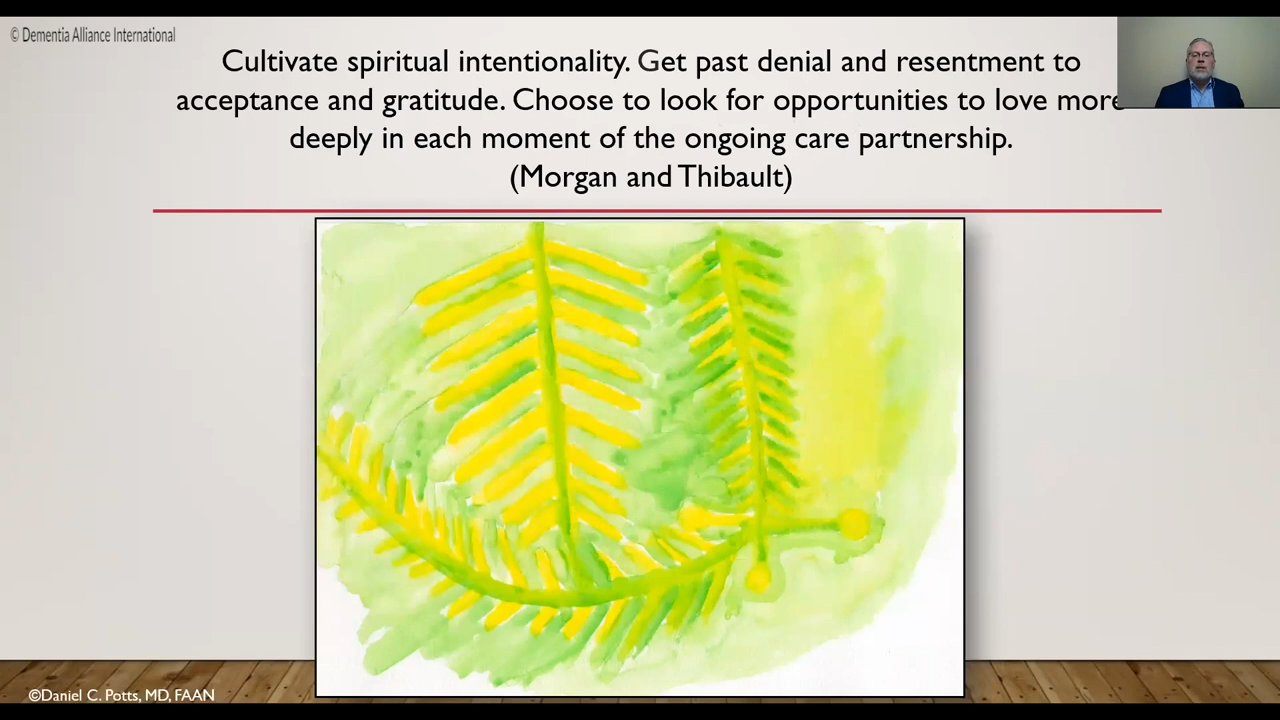 © Dementia Alliance International
Cultivate spiritual intentionality. Get past denial and resentment to
acceptance and gratitude. Choose to look for opportunities to love more
deeply in each moment of the ongoing care partnership.
(Morgan and Thibault)
©Daniel C. Potts, MD, FAAN